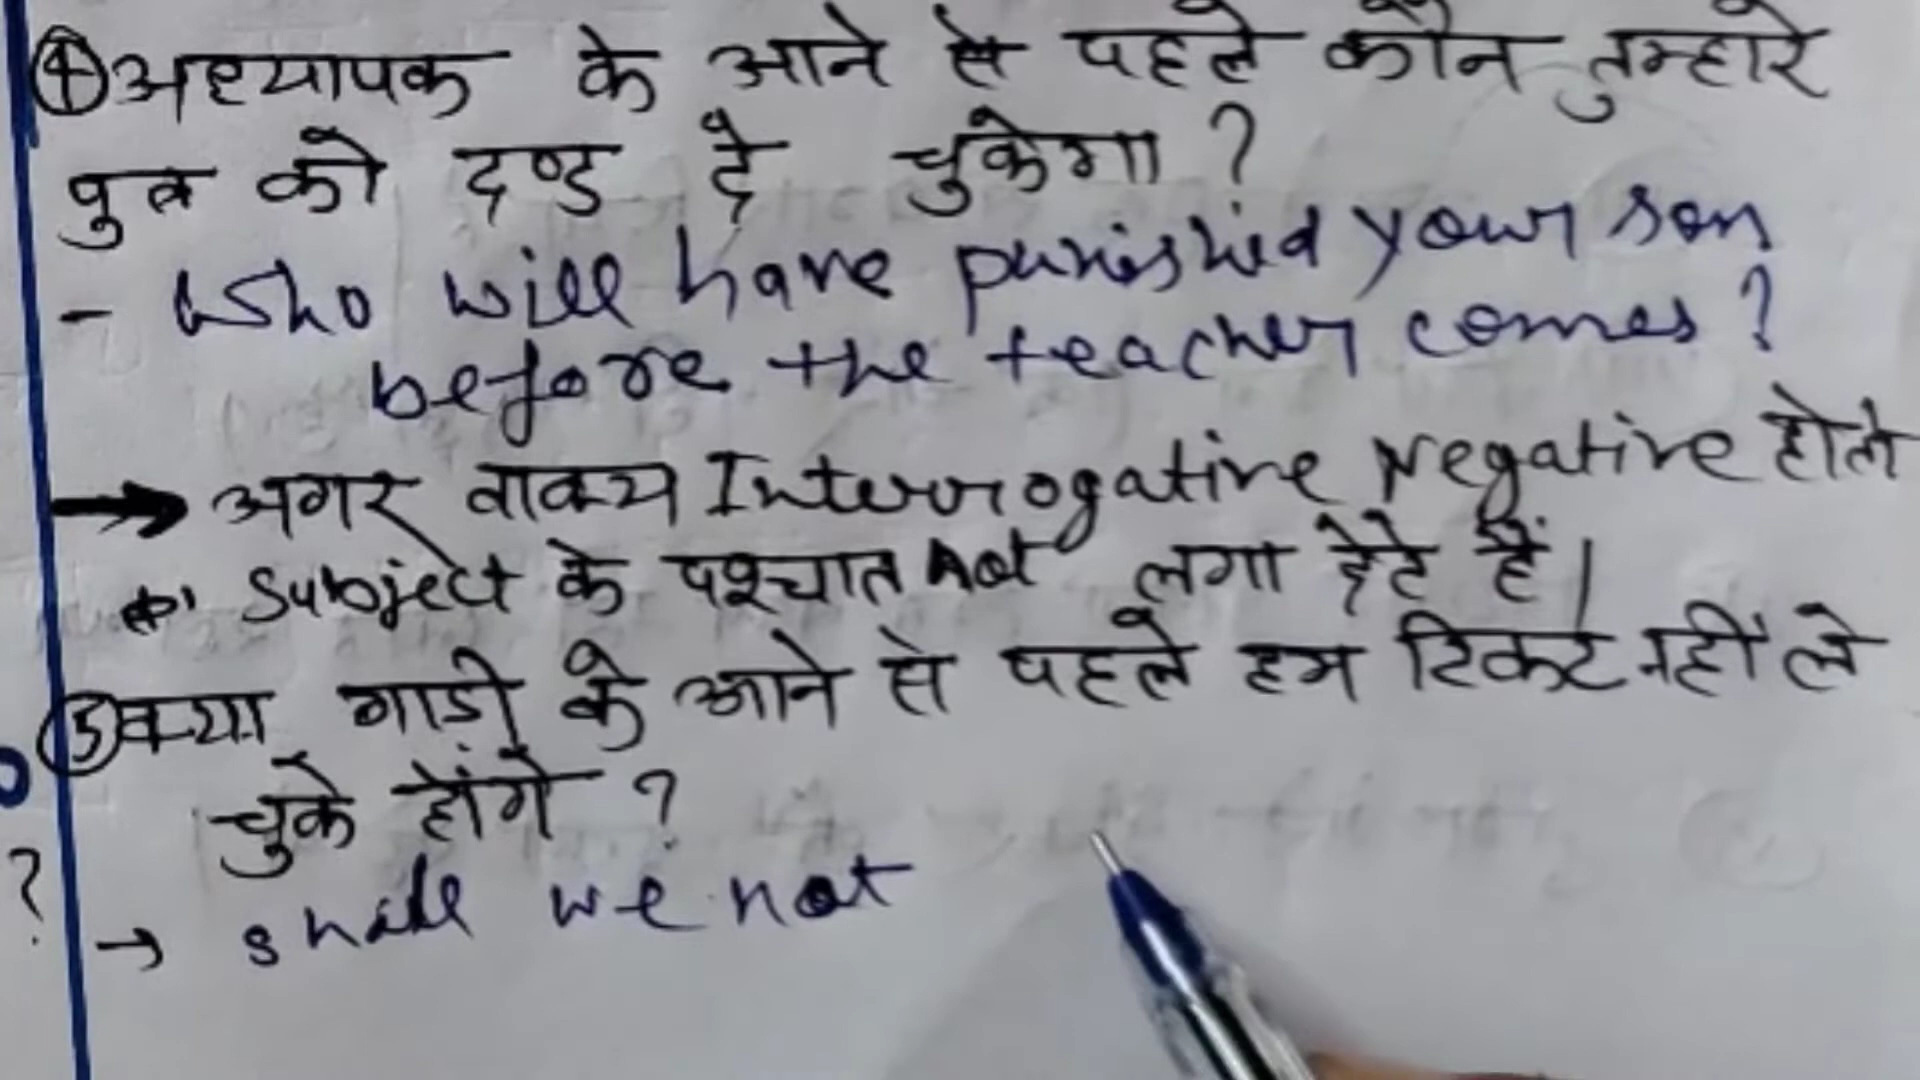 ④ अध्यापक के आने से पहले कौन तुम्हारे
पुत्र को दण्ड दे चुकेगा ?
- Who will have punished your son
before the teacher comes ?
→ अगर वाक्य Interrogative Negative होतो
Subject के पश्चात Not लगा देते हैं।
⑤ क्या गाडी के आने से पहले हम टिकट नहीं ले
चुके होंगे ?
?
→ shall we not